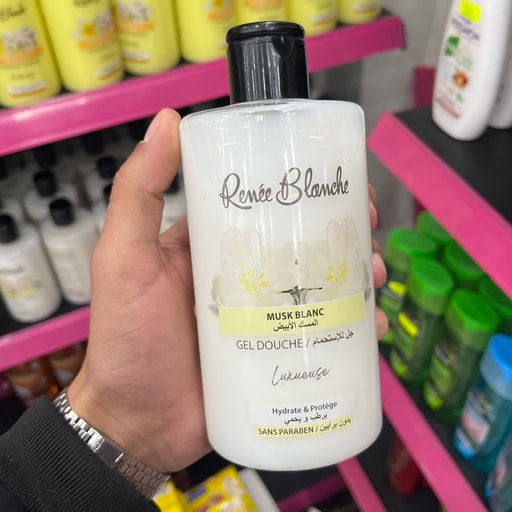 Renée Blanche
MUSK BLANC
المسك الأبيض
GEL DOUCHE / جل للاستحمام
Luxueuse
Hydrate & Protège
يرطب و يحمي
SANS PARABEN / بدون برابين